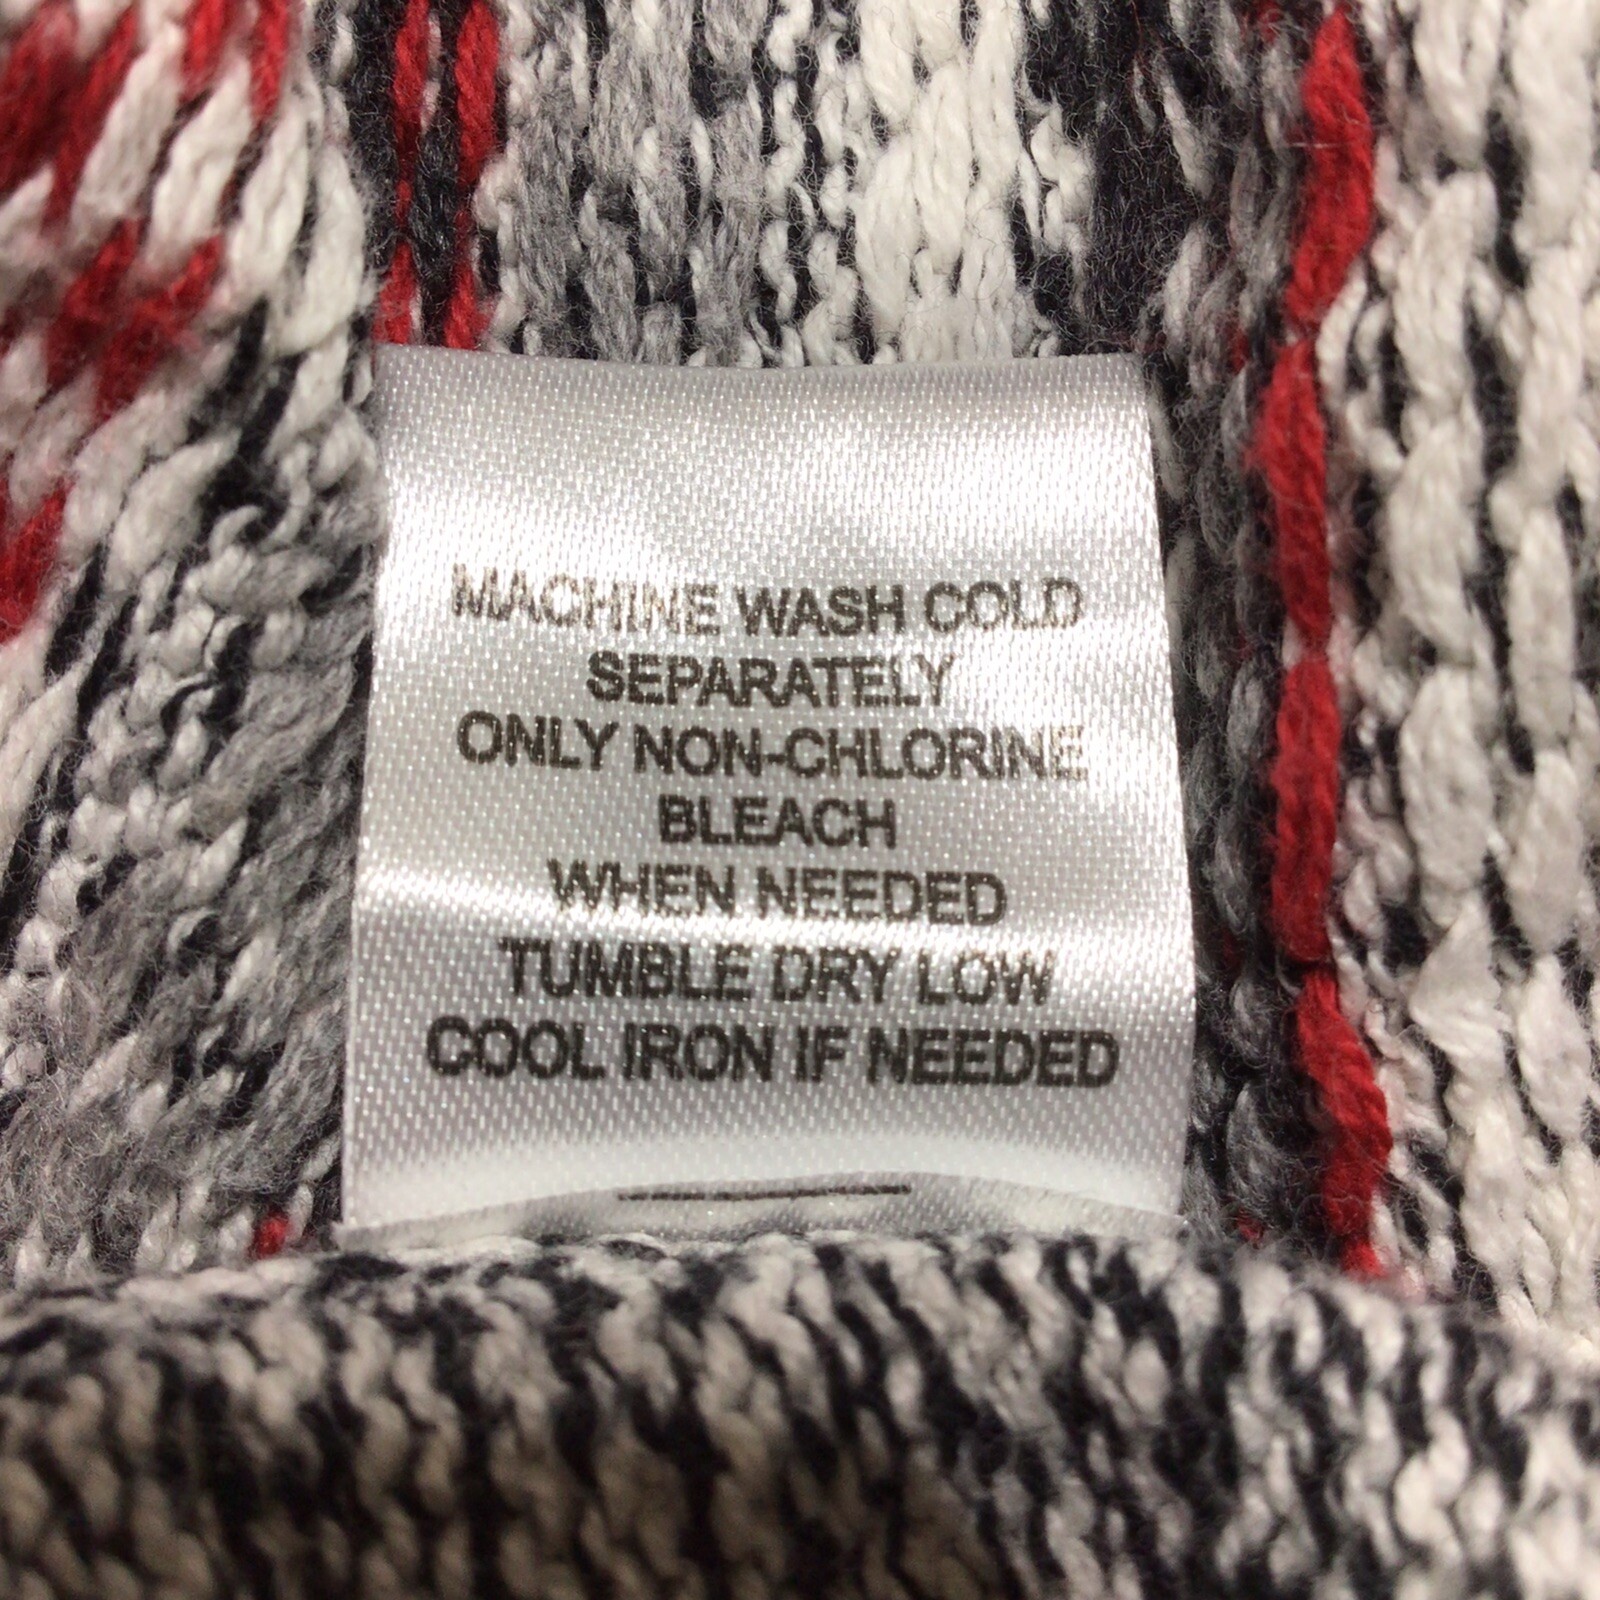 MACHINE WASH COLD
SEPARATELY
ONLY NON-CHLORINE
BLEACH
WHEN NEEDED
TUMBLE DRY LOW
COOL IRON IF NEEDED